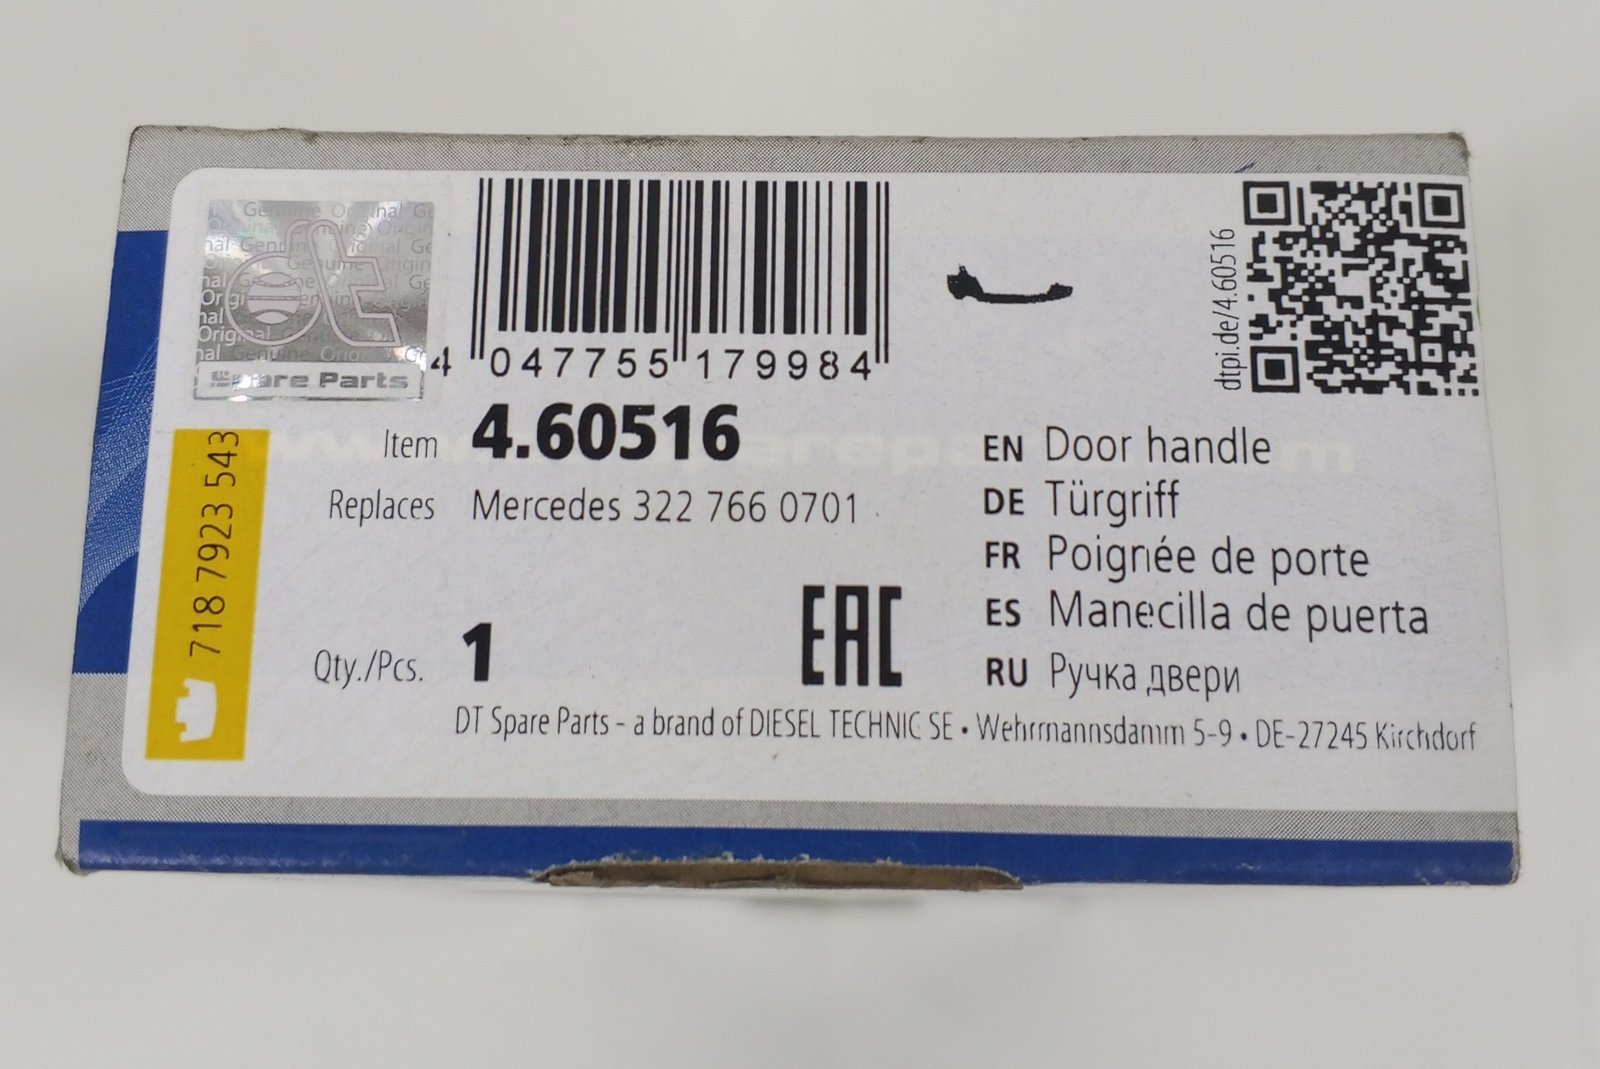 Genuine Original
Spare Parts
4 047755 179984
dtpi.de/4.60516
718 7923 543
Item 4.60516
Replaces Mercedes 322 766 0701
Qty./Pcs. 1
EAC
EN Door handle
DE Türgriff
FR Poignée de porte
ES Manecilla de puerta
RU Ручка двери
DT Spare Parts - a brand of DIESEL TECHNIC SE • Wehrmannsdamm 5-9 • DE-27245 Kirchdorf